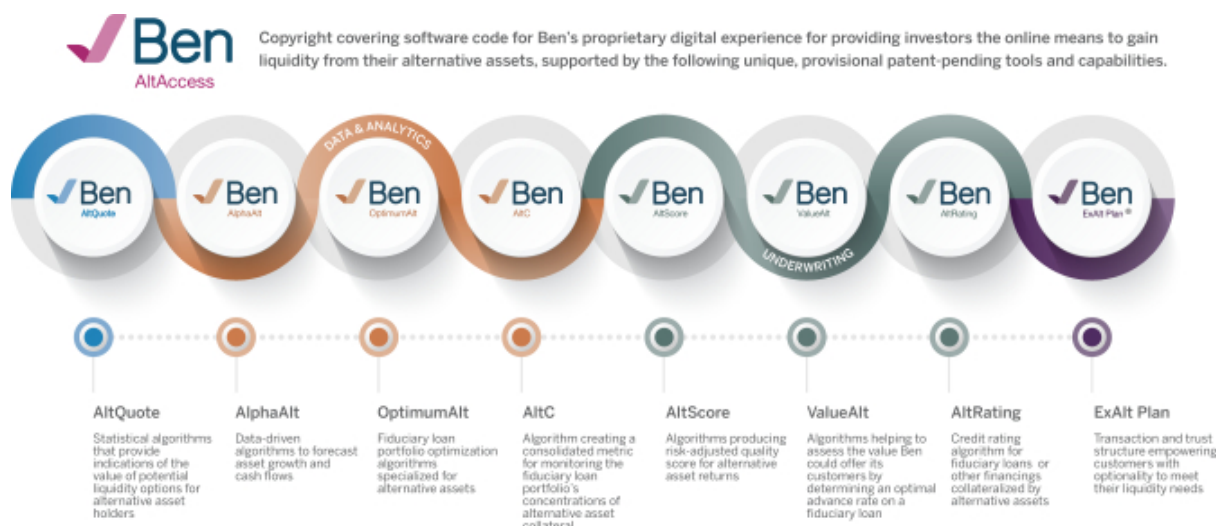 Ben
AltAccess
Copyright covering software code for Ben's proprietary digital experience for providing investors the online means to gain
liquidity from their alternative assets, supported by the following unique, provisional patent-pending tools and capabilities.
DATA & ANALYTICS
Ben
AltQuote
Ben
AlphaAlt
Ben
OptimumAlt
Ben
AltC
Ben
AltScore
Ben
ValueAlt
Ben
AltRating
Ben
ExAlt Plan®
UNDERWRITING
AltQuote
Statistical algorithms
that provide
indications of the
value of potential
liquidity options for
alternative asset
holders
AlphaAlt
Data-driven
algorithms to forecast
asset growth and
cash flows
OptimumAlt
Fiduciary loan
portfolio optimization
algorithms
specialized for
alternative assets
AltC
Algorithm creating a
consolidated metric
for monitoring the
fiduciary loan
portfolio's
concentrations of
alternative asset
collateral
AltScore
Algorithms producing
risk-adjusted quality
score for alternative
asset returns
ValueAlt
Algorithms helping to
assess the value Ben
could offer its
customers by
determining an optimal
advance rate on a
fiduciary loan
AltRating
Credit rating
algorithm for
fiduciary loans or
other financings
collateralized by
alternative assets
ExAlt Plan
Transaction and trust
structure empowering
customers with
optionality to meet
their liquidity needs